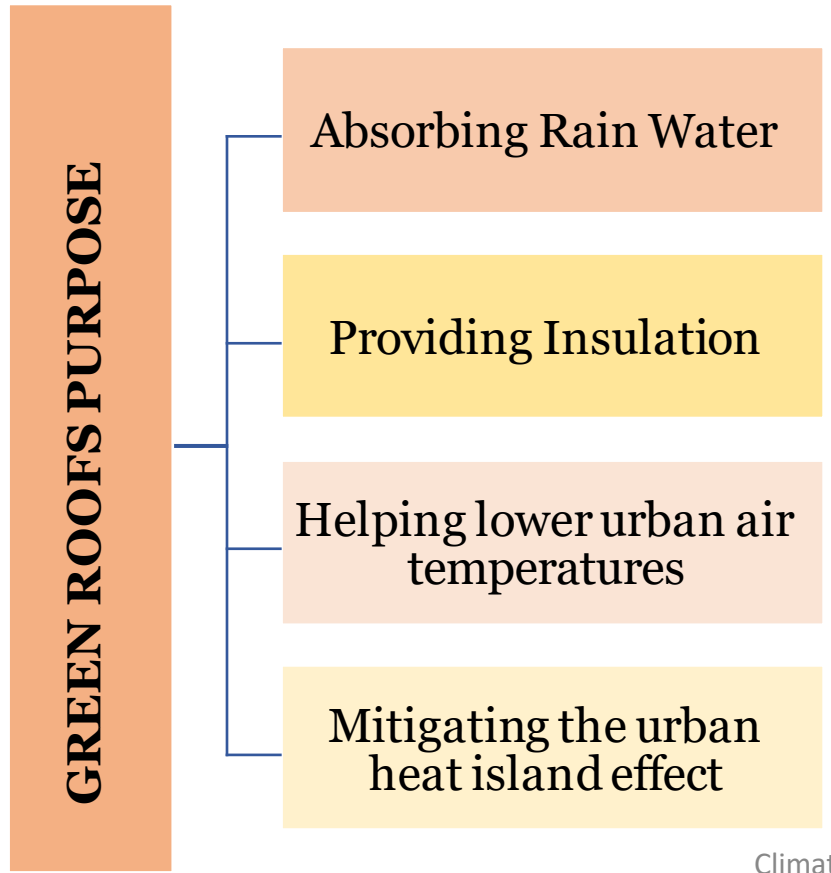 GREEN ROOFS PURPOSE
Absorbing Rain Water
Providing Insulation
Helping lower urban air
temperatures
Mitigating the urban
heat island effect
Climat